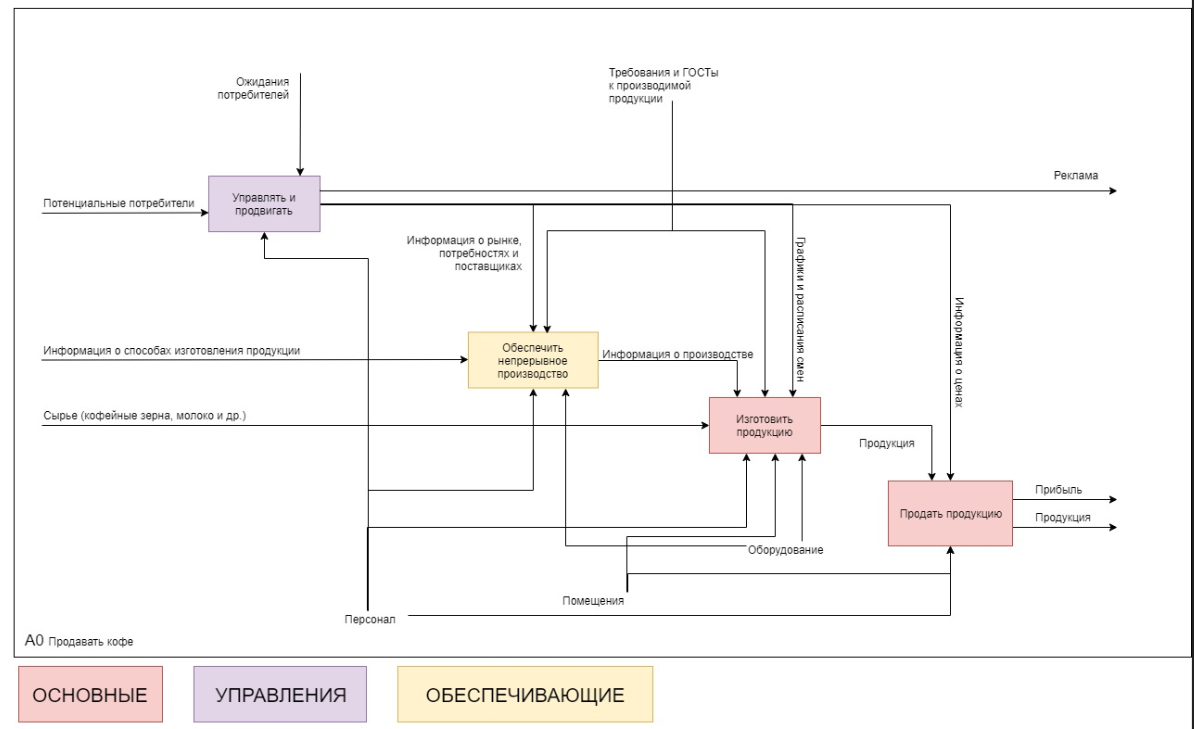 Требования и ГОСТы
к производимой
продукции
Ожидания
потребителей
Реклама
Потенциальные потребители
Управлять и
продвигать
Информация о рынке,
потребностях и
поставщиках
Графики и расписания смен
Информация о ценах
Информация о способах изготовления продукции
Обеспечить
непрерывное
производство
Информация о производстве
Сырье (кофейные зерна, молоко и др.)
Изготовить
продукцию
Продукция
Продать продукцию
Прибыль
Продукция
Оборудование
Помещения
Персонал
А0 Продавать кофе
ОСНОВНЫЕ
УПРАВЛЕНИЯ
ОБЕСПЕЧИВАЮЩИЕ